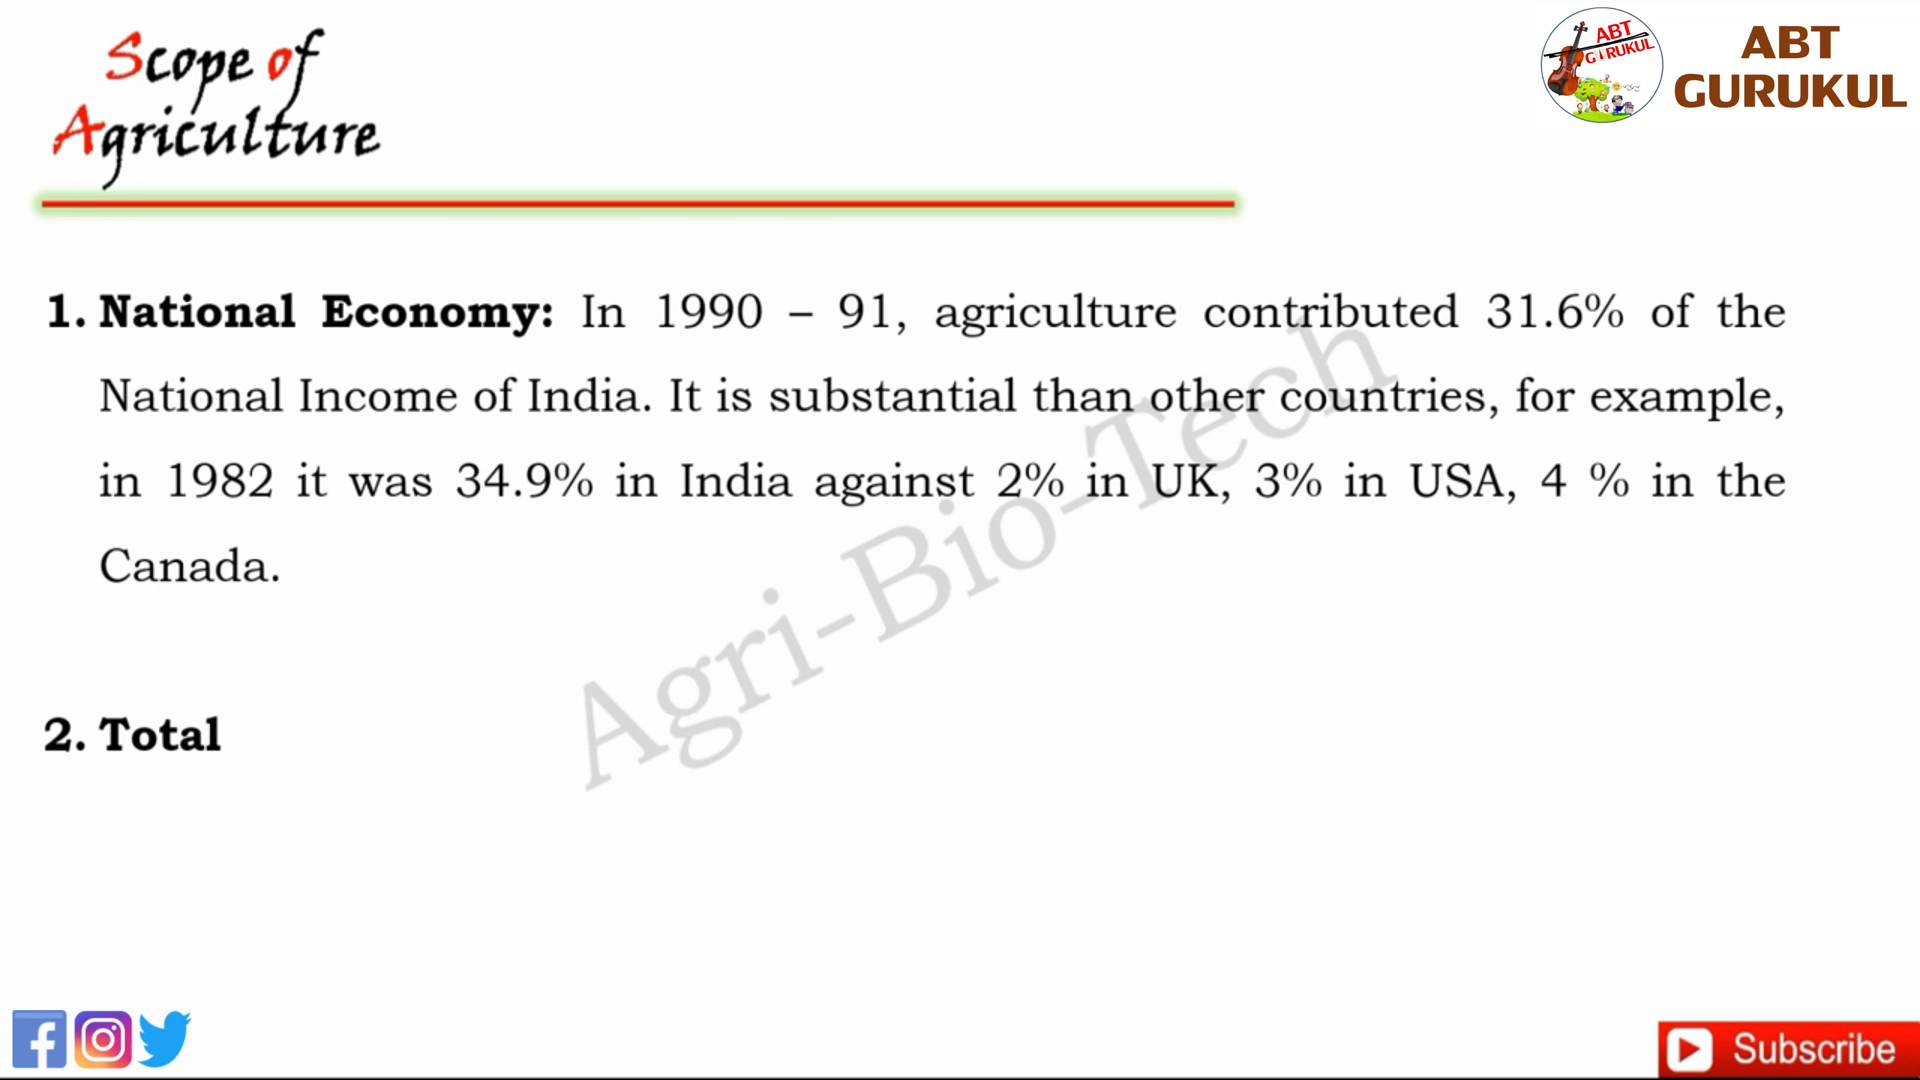 Scope of
Agriculture
ABT
GURUKUL
ABT
GURUKUL
1. National Economy: In 1990 – 91, agriculture contributed 31.6% of the
National Income of India. It is substantial than other countries, for example,
in 1982 it was 34.9% in India against 2% in UK, 3% in USA, 4 % in the
Canada.
Agri-Bio-Tech
2. Total
Subscribe